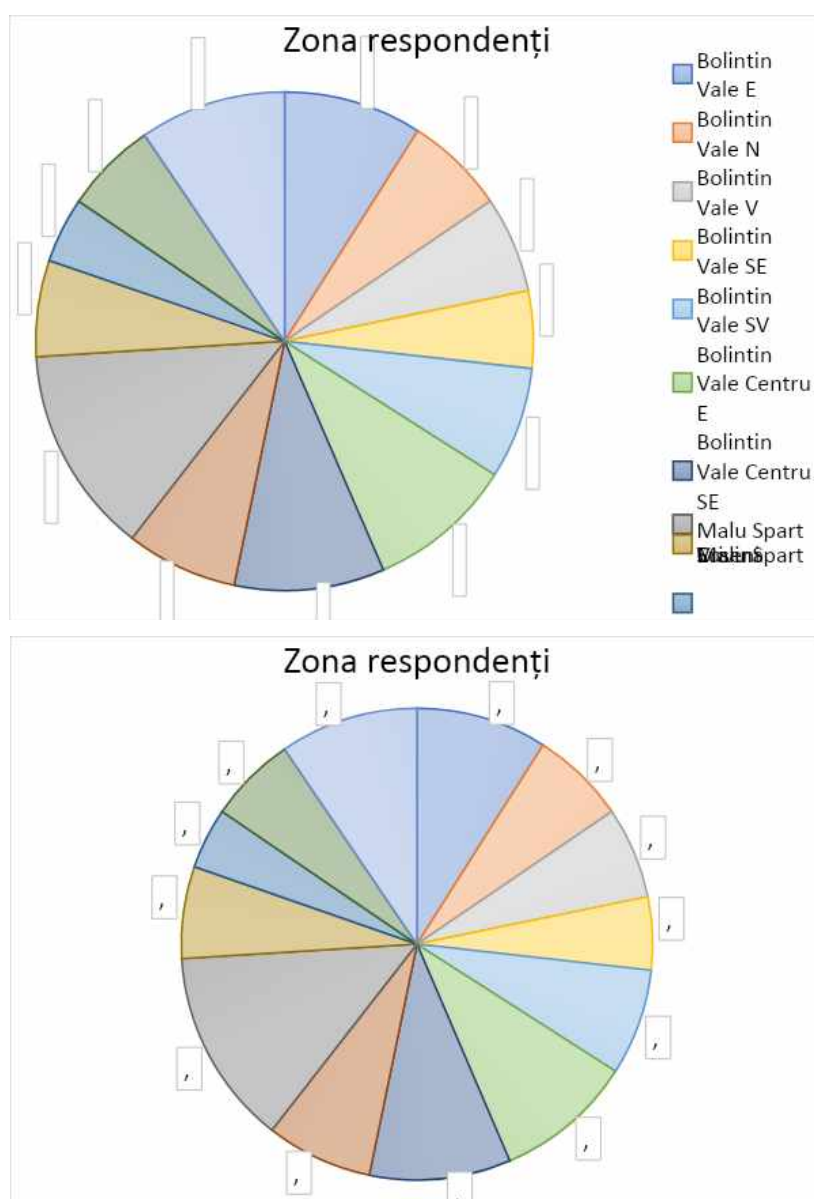 Zona respondenți
Bolintin
Vale E
Bolintin
Vale N
Bolintin
Vale V
Bolintin
Vale SE
Bolintin
Vale SV
Bolintin
Vale Centru
E
Bolintin
Vale Centru
SE
Malu Spart
Spart
Zona respondenți
,
,
,
,
,
,
,
,
,
,
,
,